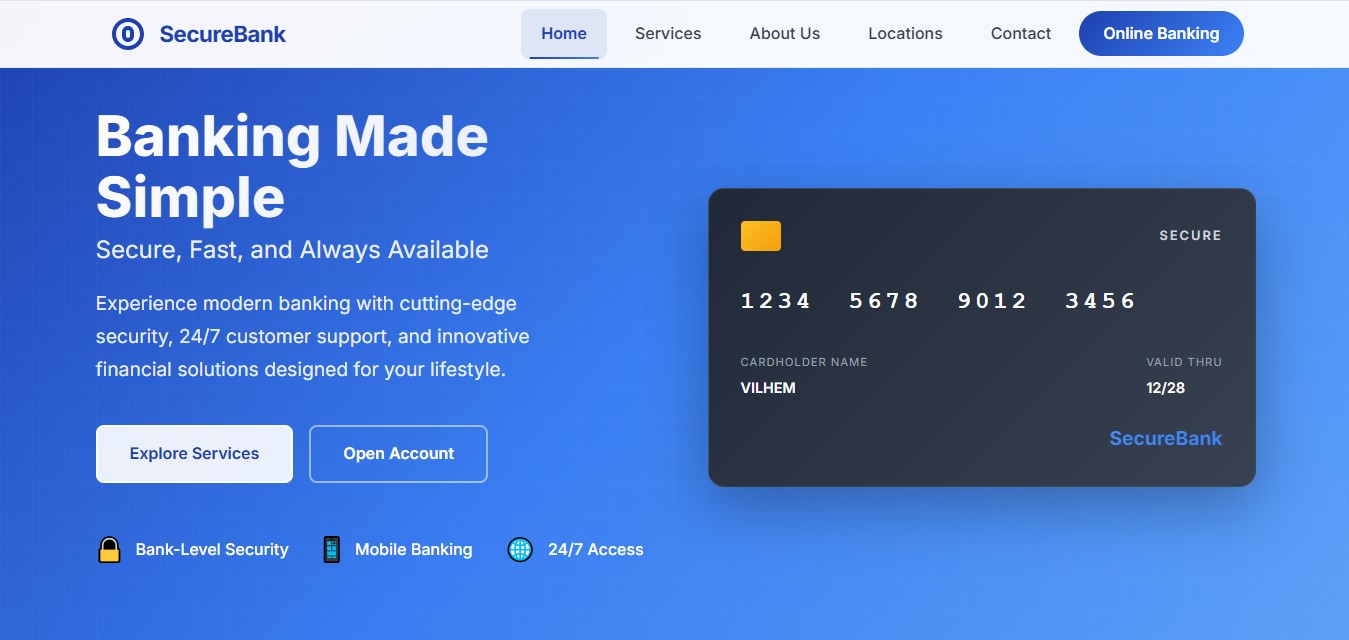 SecureBank
Home
Services
About Us
Locations
Contact
Online Banking
Banking Made
Simple
Secure, Fast, and Always Available
Experience modern banking with cutting-edge
security, 24/7 customer support, and innovative
financial solutions designed for your lifestyle.
Explore Services
Open Account
Bank-Level Security
Mobile Banking
24/7 Access
SECURE
1234 5678 9012 3456
CARDHOLDER NAME
VILHEM
VALID THRU
12/28
SecureBank